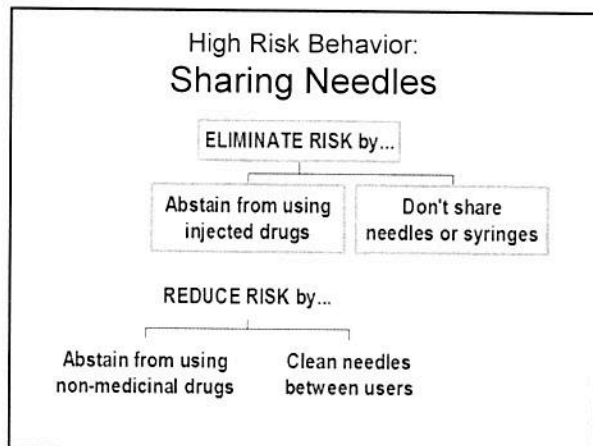 High Risk Behavior:
Sharing Needles
ELIMINATE RISK by...
Abstain from using
injected drugs
Don't share
needles or syringes
REDUCE RISK by...
Abstain from using
non-medicinal drugs
Clean needles
between users